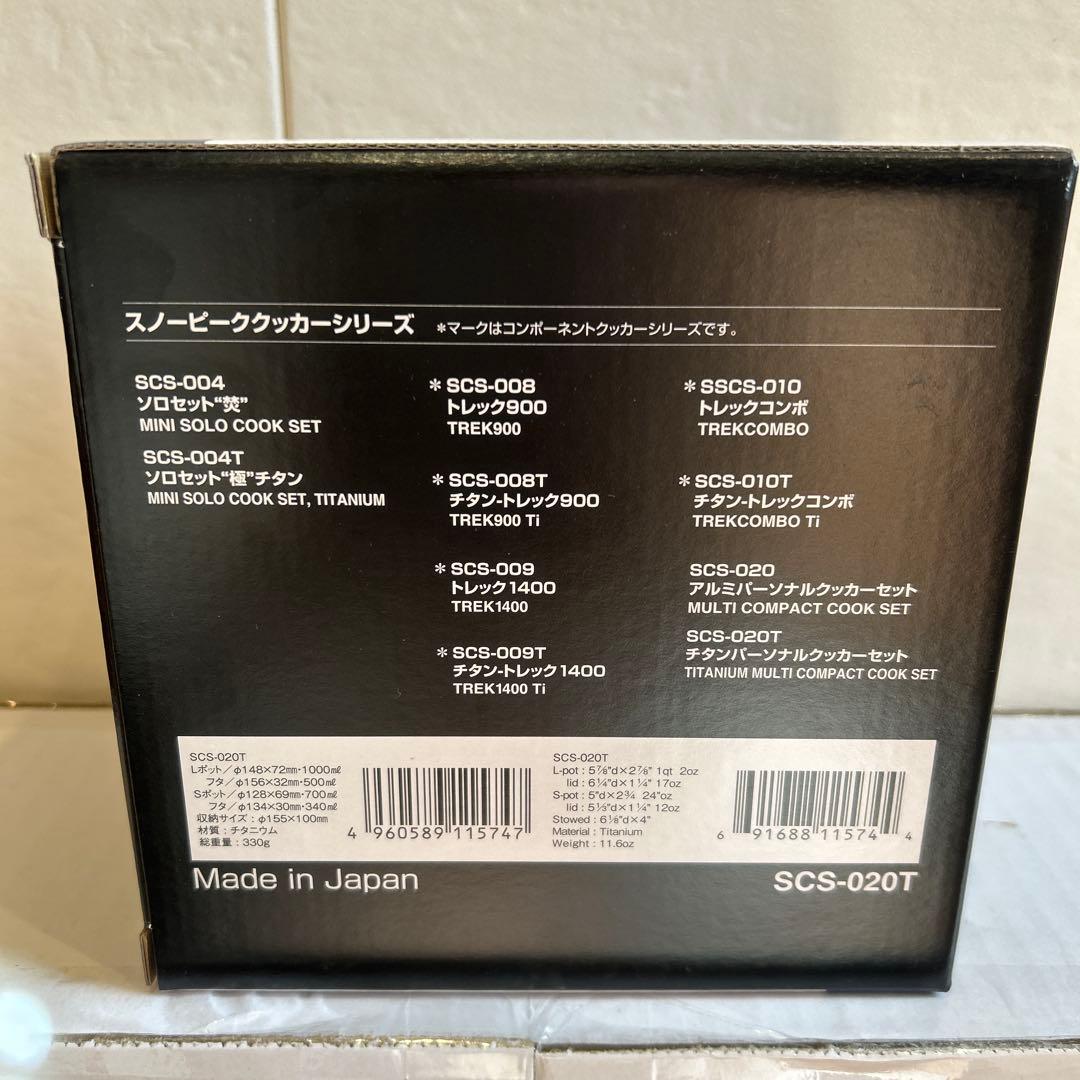 スノーピーククッカーシリーズ ＊マークはコンポーネントクッカーシリーズです。
SCS-004
ソロセット“焚”
MINI SOLO COOK SET
SCS-004T
ソロセット“極”チタン
MINI SOLO COOK SET, TITANIUM
＊SCS-008
トレック900
TREK900
＊SCS-008T
チタン-トレック900
TREK900 Ti
＊SCS-009
トレック1400
TREK1400
＊SCS-009T
チタン-トレック1400
TREK1400 Ti
＊SSCS-010
トレックコンボ
TREKCOMBO
＊SCS-010T
チタン-トレックコンボ
TREKCOMBO Ti
SCS-020
アルミパーソナルクッカーセット
MULTI COMPACT COOK SET
SCS-020T
チタンパーソナルクッカーセット
TITANIUM MULTI COMPACT COOK SET
SCS-020T
Lポット／φ148×72㎜・1000㎖
フタ／φ156×32㎜・500㎖
Sポット／φ128×69㎜・700㎖
フタ／φ134×30㎜・340㎖
収納サイズ：φ155×100㎜
材質：チタニウム
総重量：330g
4 960589 115747
SCS-020T
L-pot : 5⅞"d×2⅞" 1qt 2oz
lid : 6¼"d×1¼" 17oz
S-pot : 5"d×2¾ 24"oz
lid : 5⅓"d×1¼" 12oz
Stowed : 6⅛"d×4"
Material : Titanium
Weight : 11.6oz
6 91688 11574 4
Made in Japan
SCS-020T